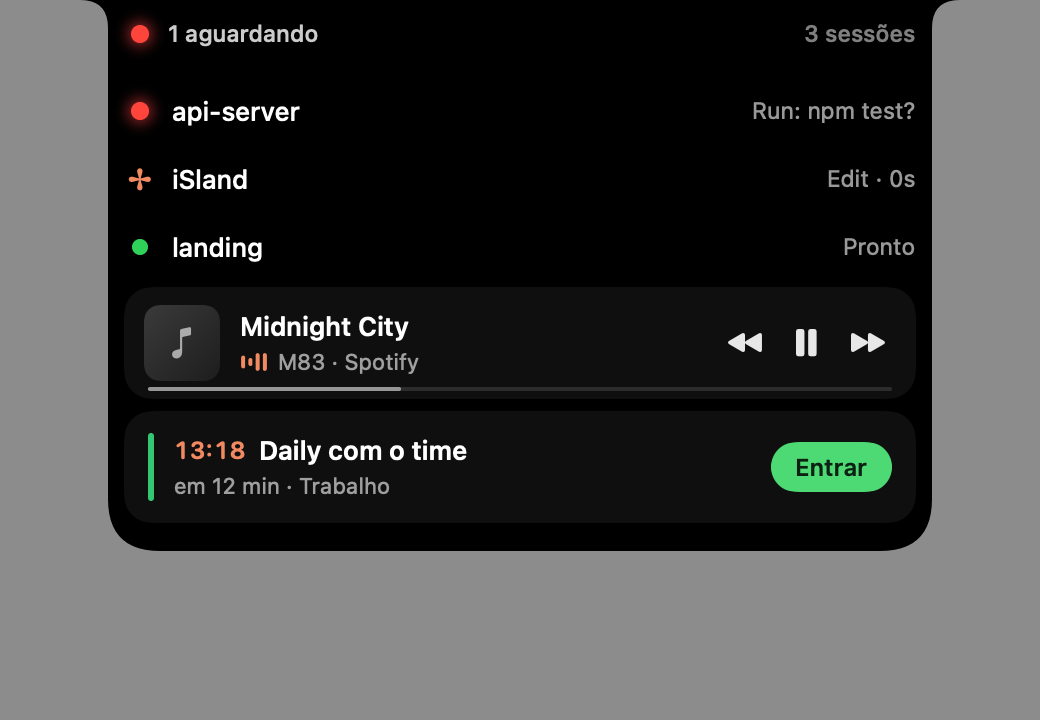 1 aguardando 3 sessões
api-server Run: npm test?
iSland Edit · 0s
landing Pronto
Midnight City
M83 · Spotify
13:18 Daily com o time
em 12 min · Trabalho
Entrar